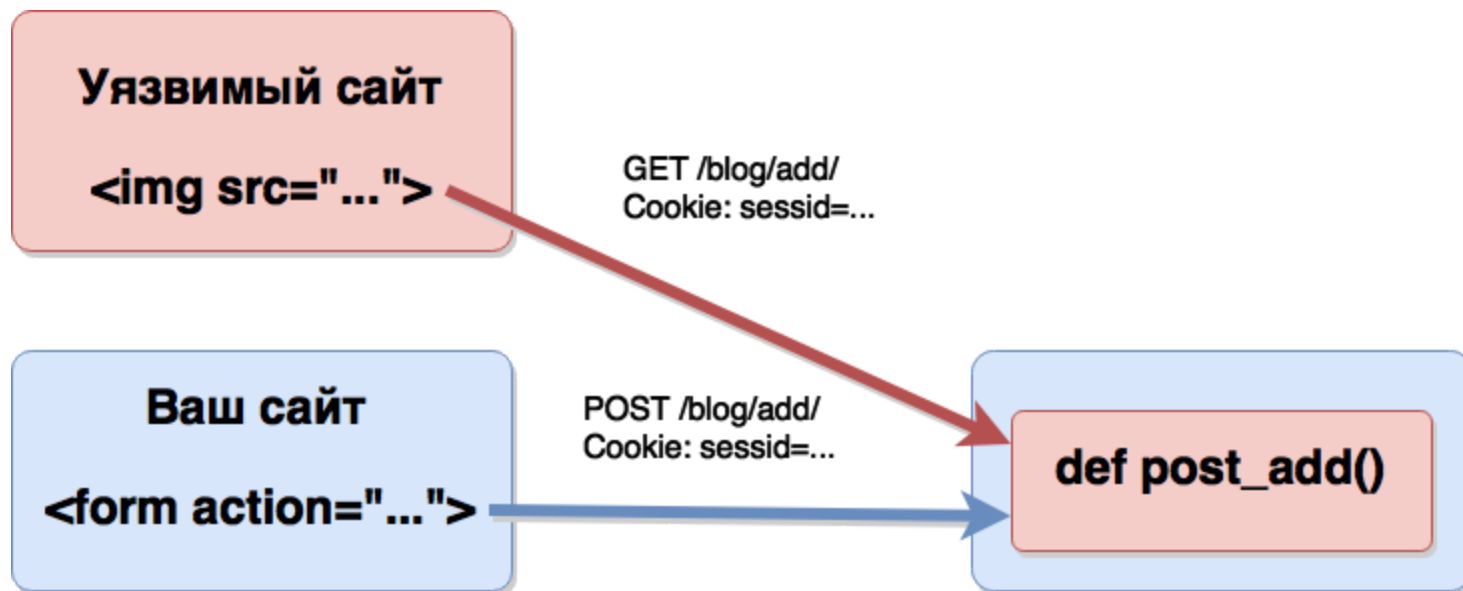 Уязвимый сайт
<img src="...">
GET /blog/add/
Cookie: sessid=...
Ваш сайт
<form action="...">
POST /blog/add/
Cookie: sessid=...
def post_add()